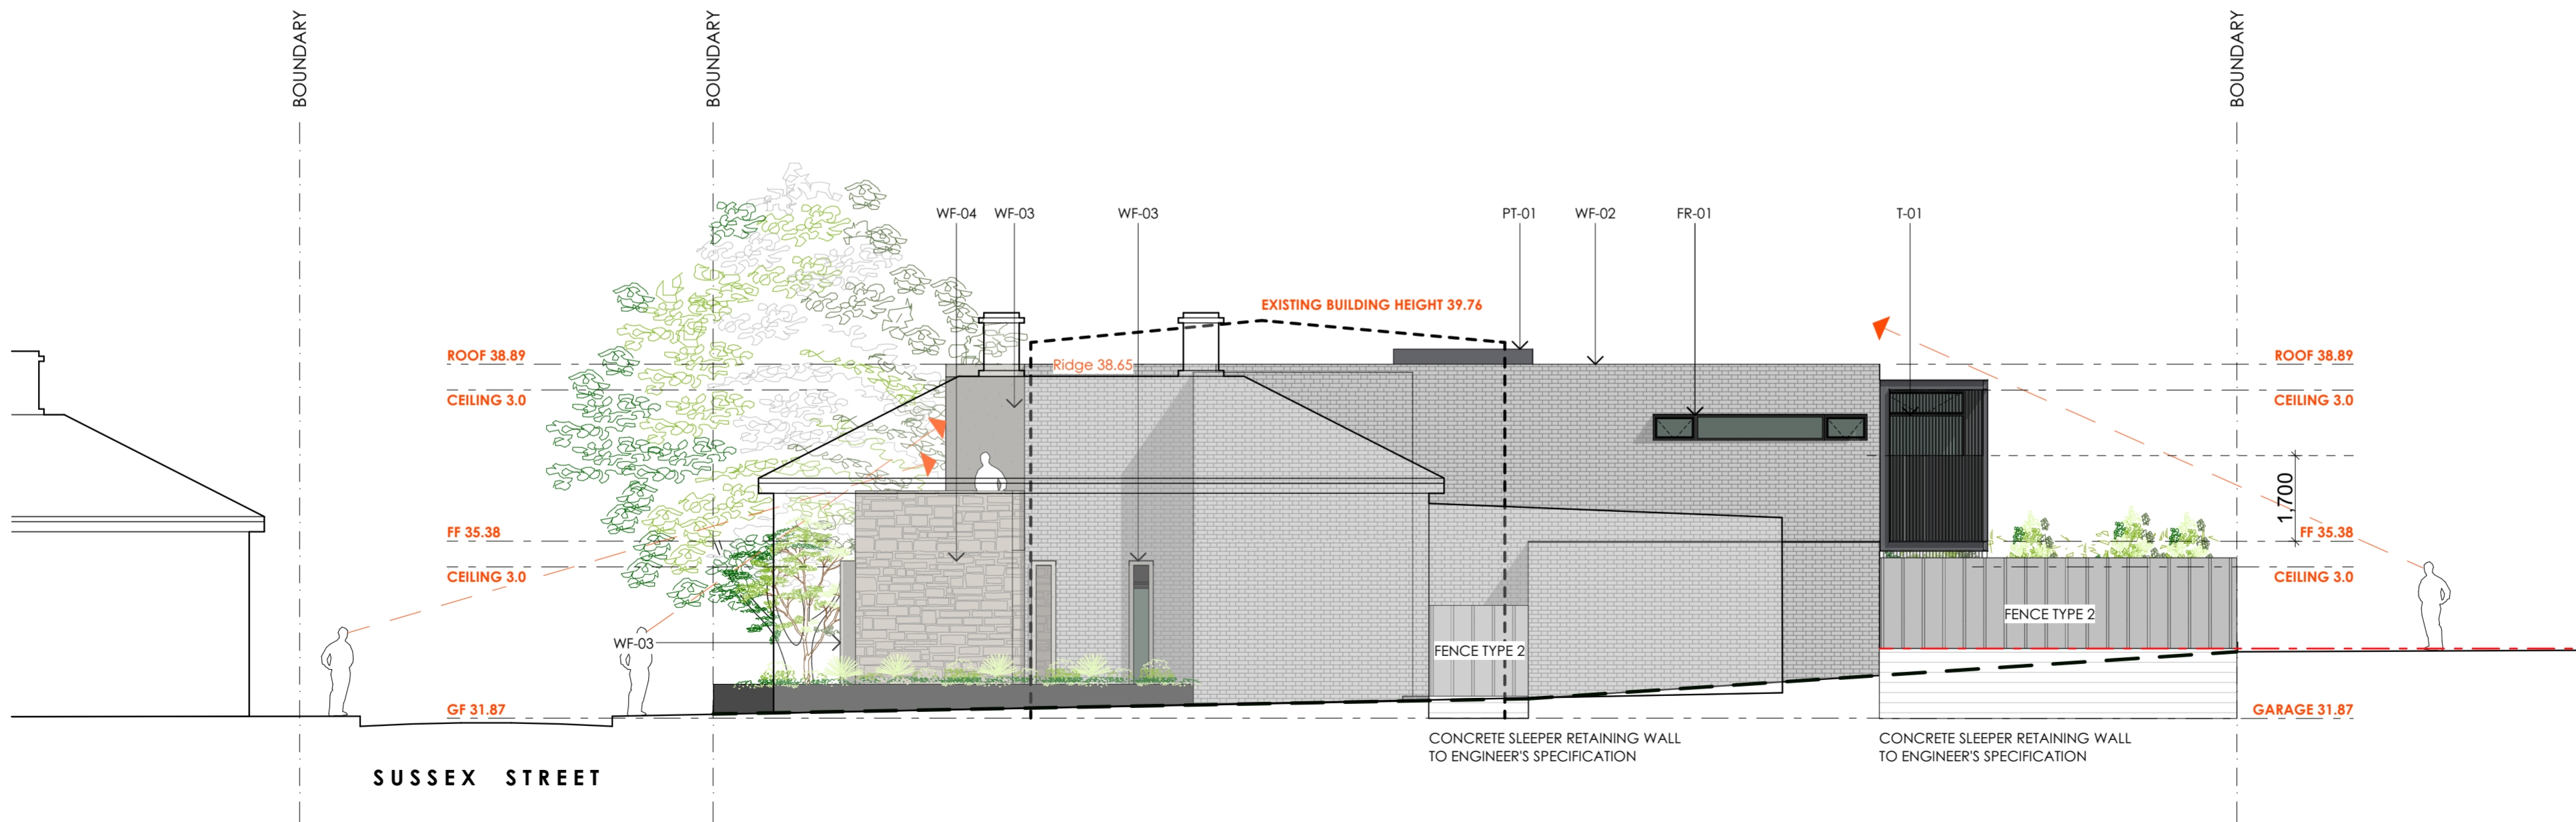 BOUNDARY
BOUNDARY
BOUNDARY
WF-04
WF-03
WF-03
PT-01
WF-02
FR-01
T-01
EXISTING BUILDING HEIGHT 39.76
ROOF 38.89
Ridge 38.65
ROOF 38.89
CEILING 3.0
CEILING 3.0
1,700
FF 35.38
FF 35.38
CEILING 3.0
CEILING 3.0
FENCE TYPE 2
WF-03
FENCE TYPE 2
GF 31.87
GARAGE 31.87
CONCRETE SLEEPER RETAINING WALL
TO ENGINEER'S SPECIFICATION
CONCRETE SLEEPER RETAINING WALL
TO ENGINEER'S SPECIFICATION
SUSSEX STREET